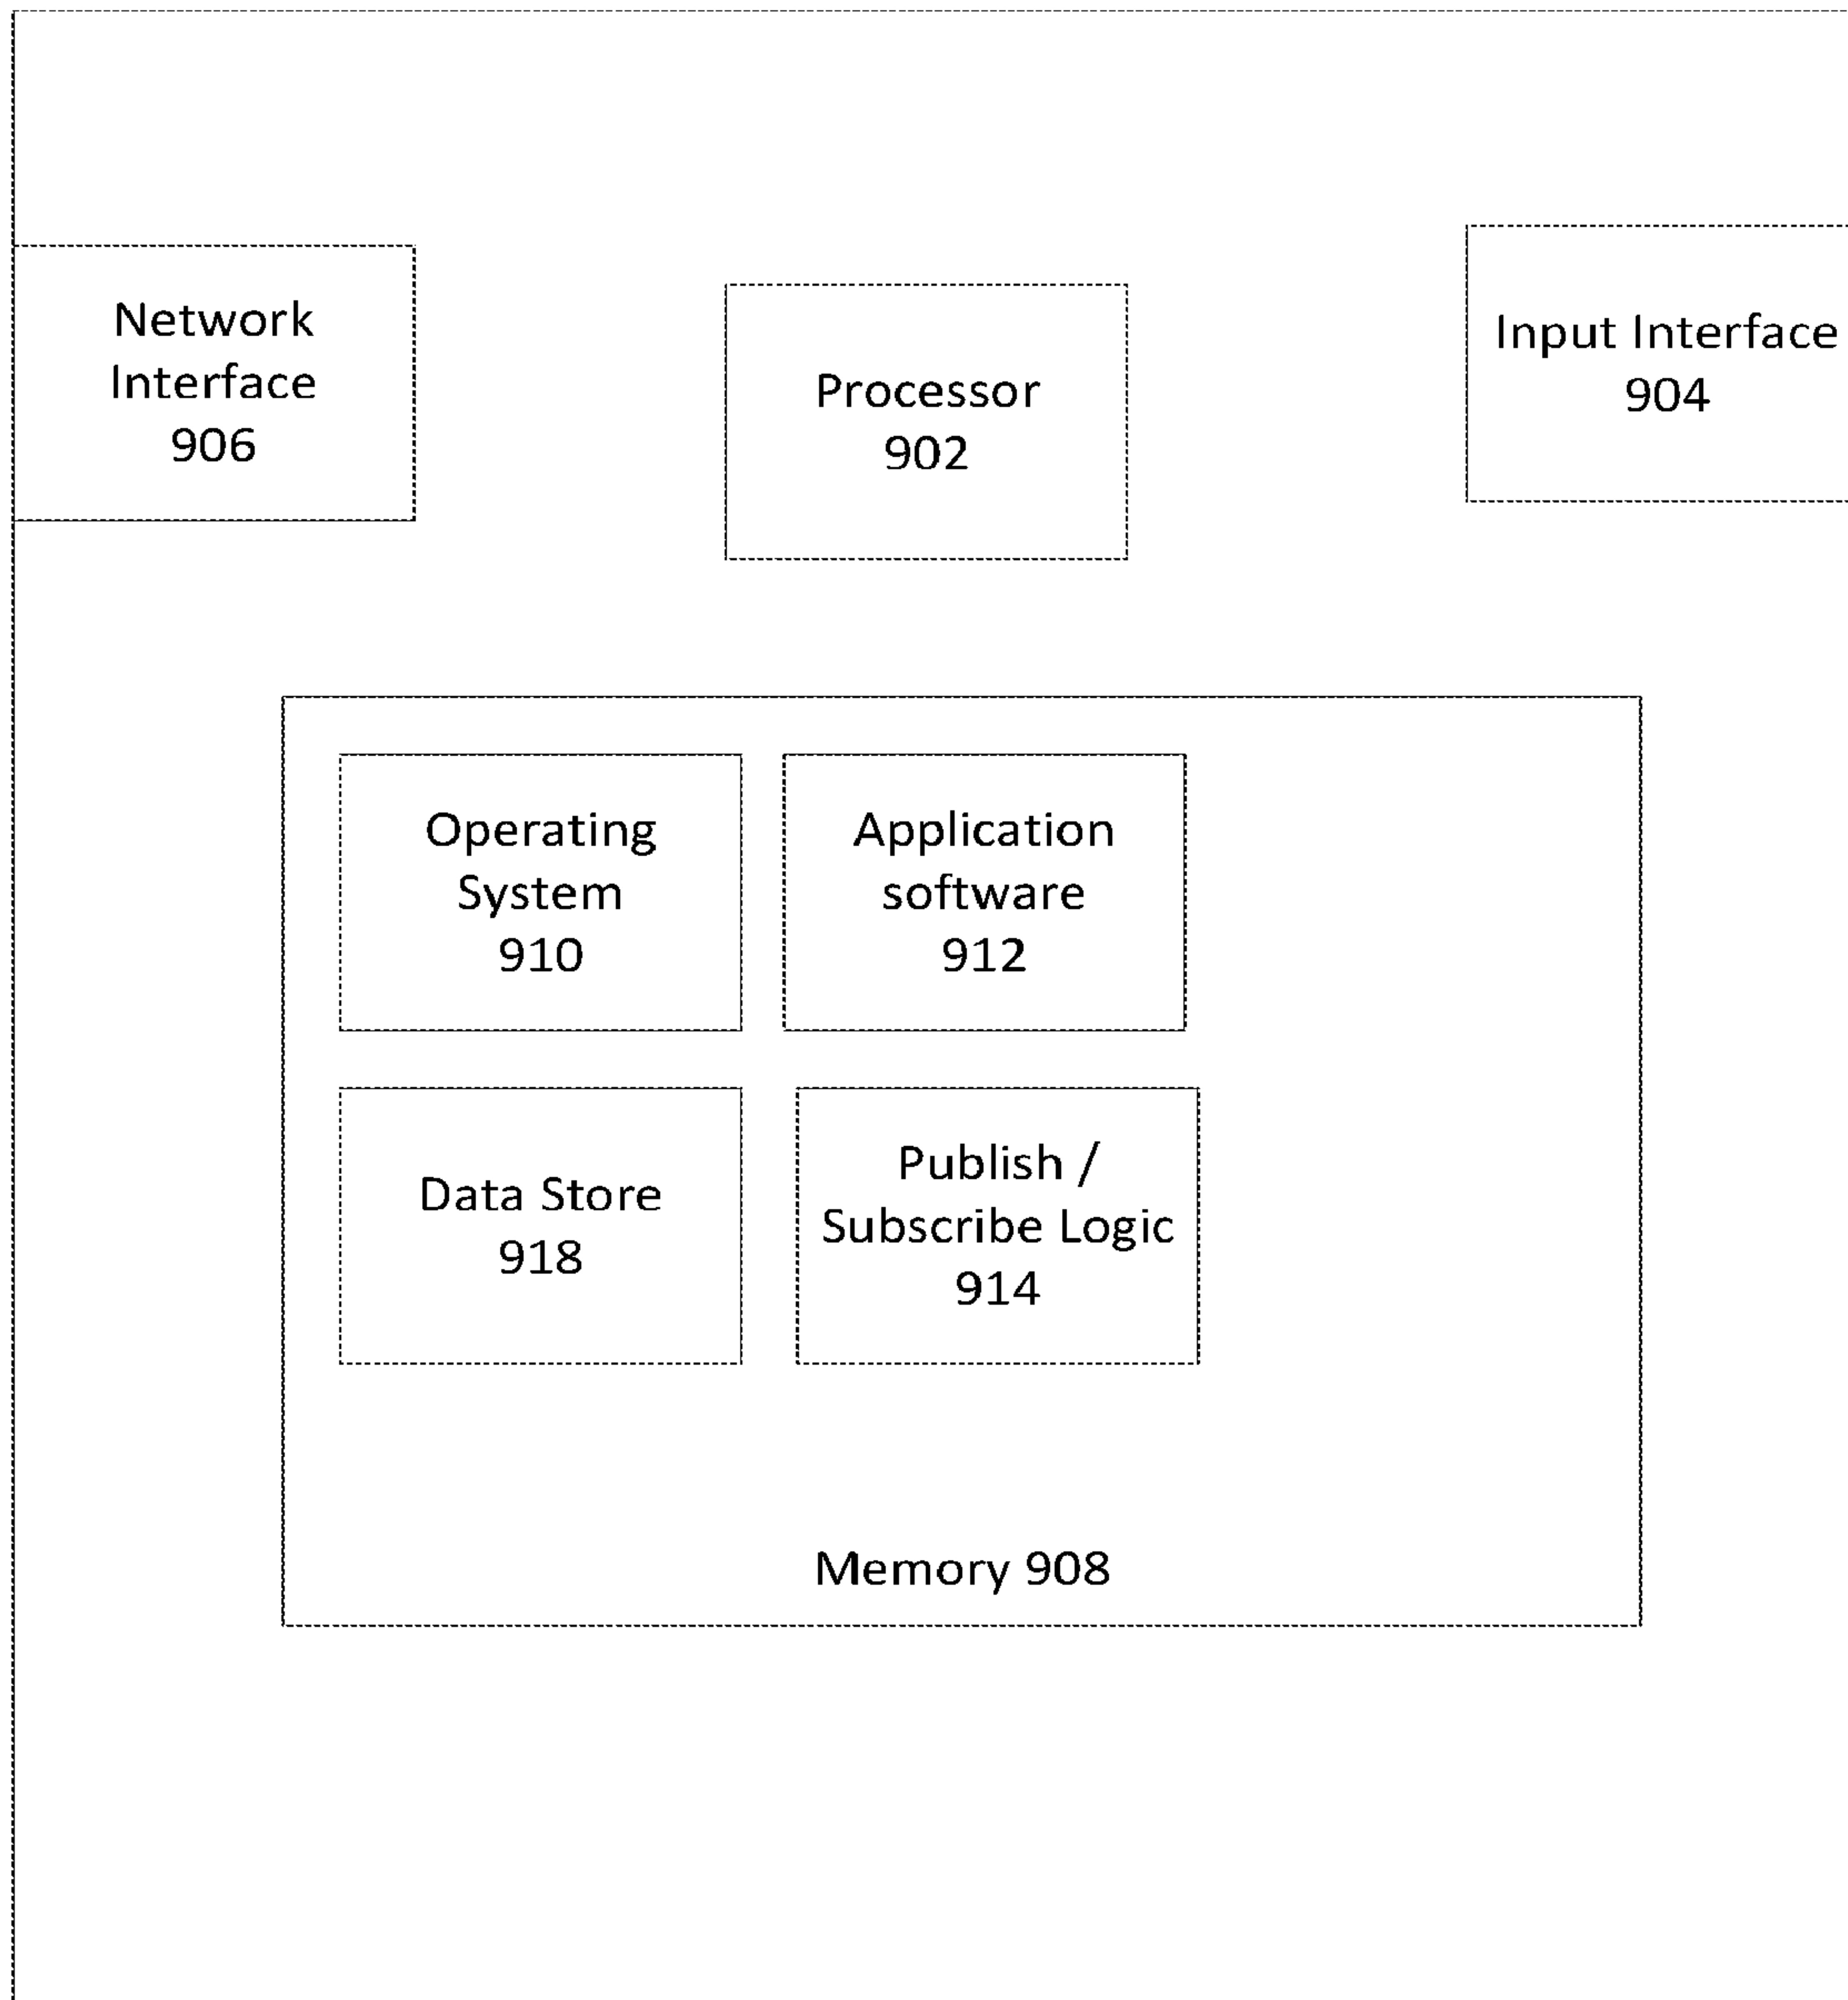 Network
Interface
906
Processor
902
Input Interface
904
Operating
System
910
Application
software
912
Data Store
918
Publish /
Subscribe Logic
914
Memory 908